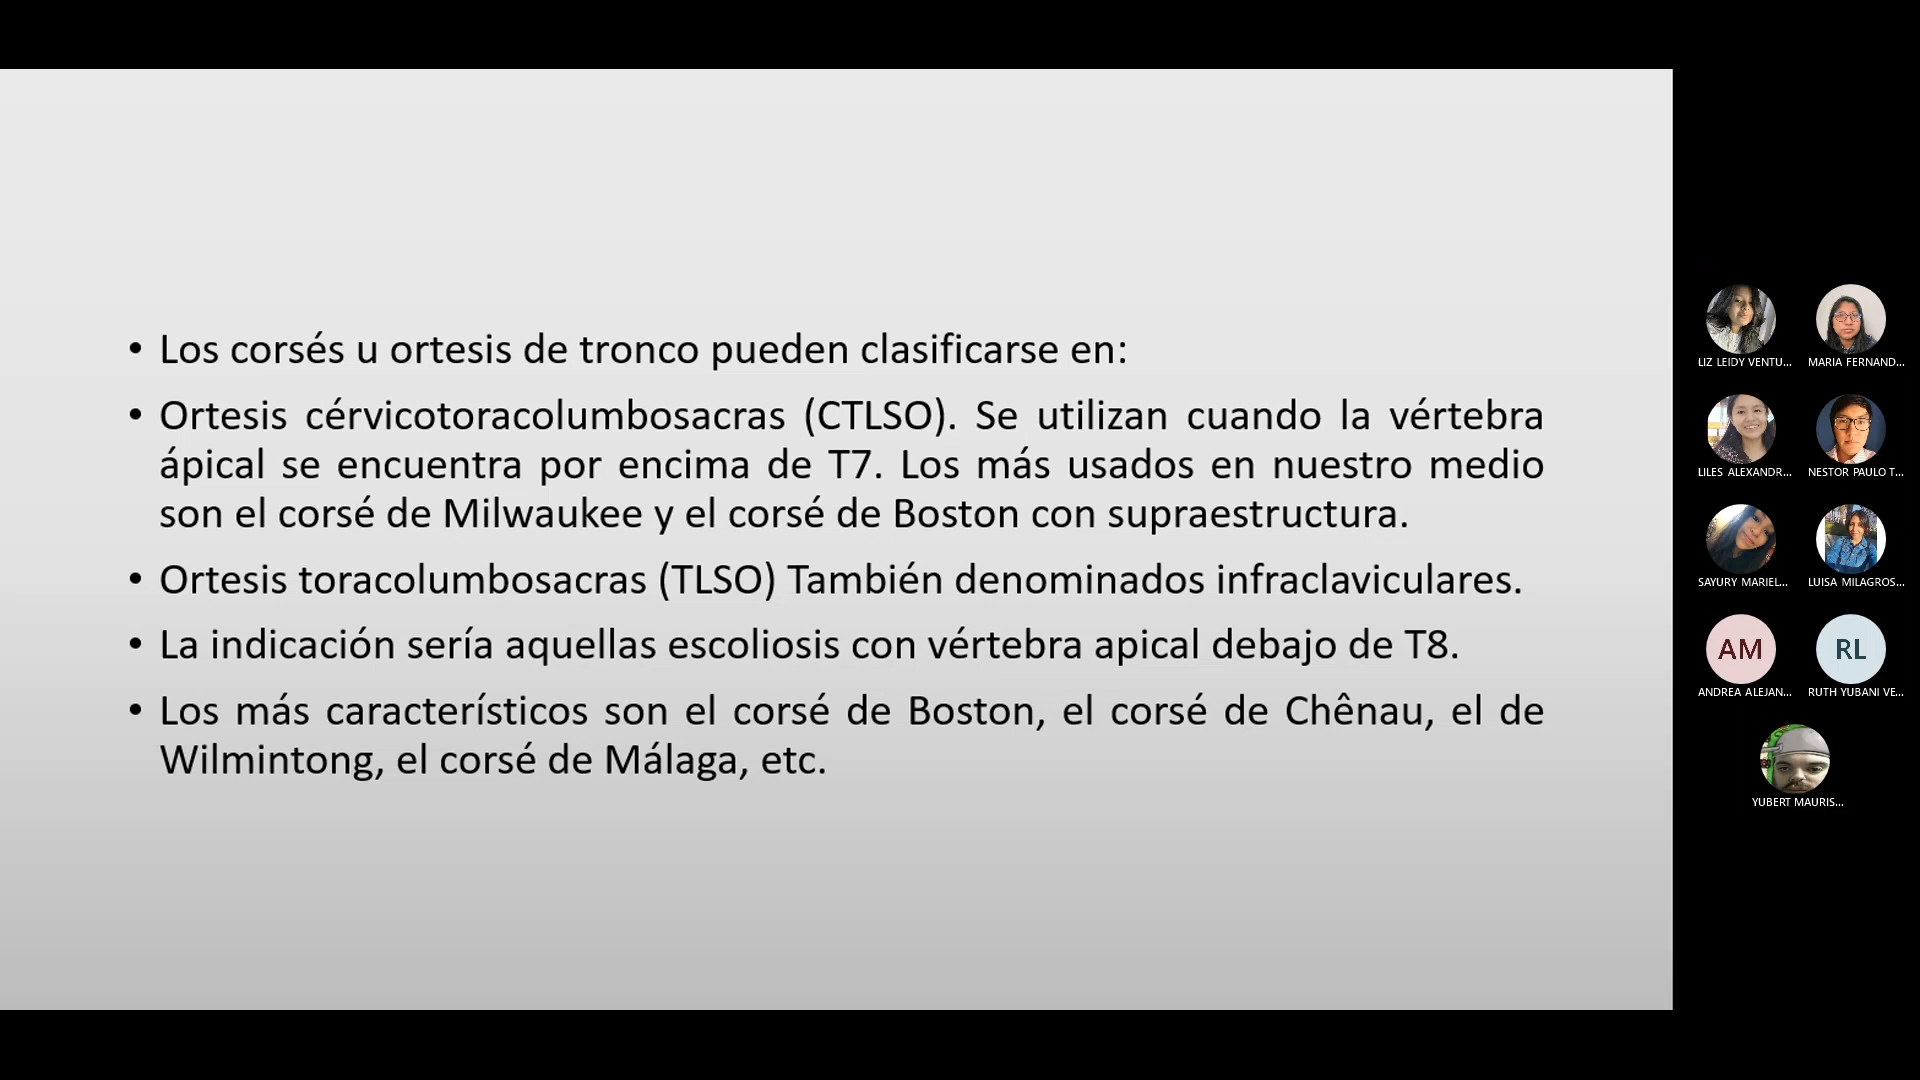 • Los corsés u ortesis de tronco pueden clasificarse en:
• Ortesis cérvicotoracolumbosacras (CTLSO). Se utilizan cuando la vértebra
ápical se encuentra por encima de T7. Los más usados en nuestro medio
son el corsé de Milwaukee y el corsé de Boston con supraestructura.
• Ortesis toracolumbosacras (TLSO) También denominados infraclaviculares.
• La indicación sería aquellas escoliosis con vértebra apical debajo de T8.
• Los más característicos son el corsé de Boston, el corsé de Chênau, el de
Wilmintong, el corsé de Málaga, etc.
LIZ LEIDY VENTU...
MARIA FERNAND...
LILES ALEXANDR...
NESTOR PAULO T...
SAYURY MARIEL...
LUISA MILAGROS...
AM
RL
ANDREA ALEJAN...
RUTH YUBANI VE...
YUBERT MAURIS...